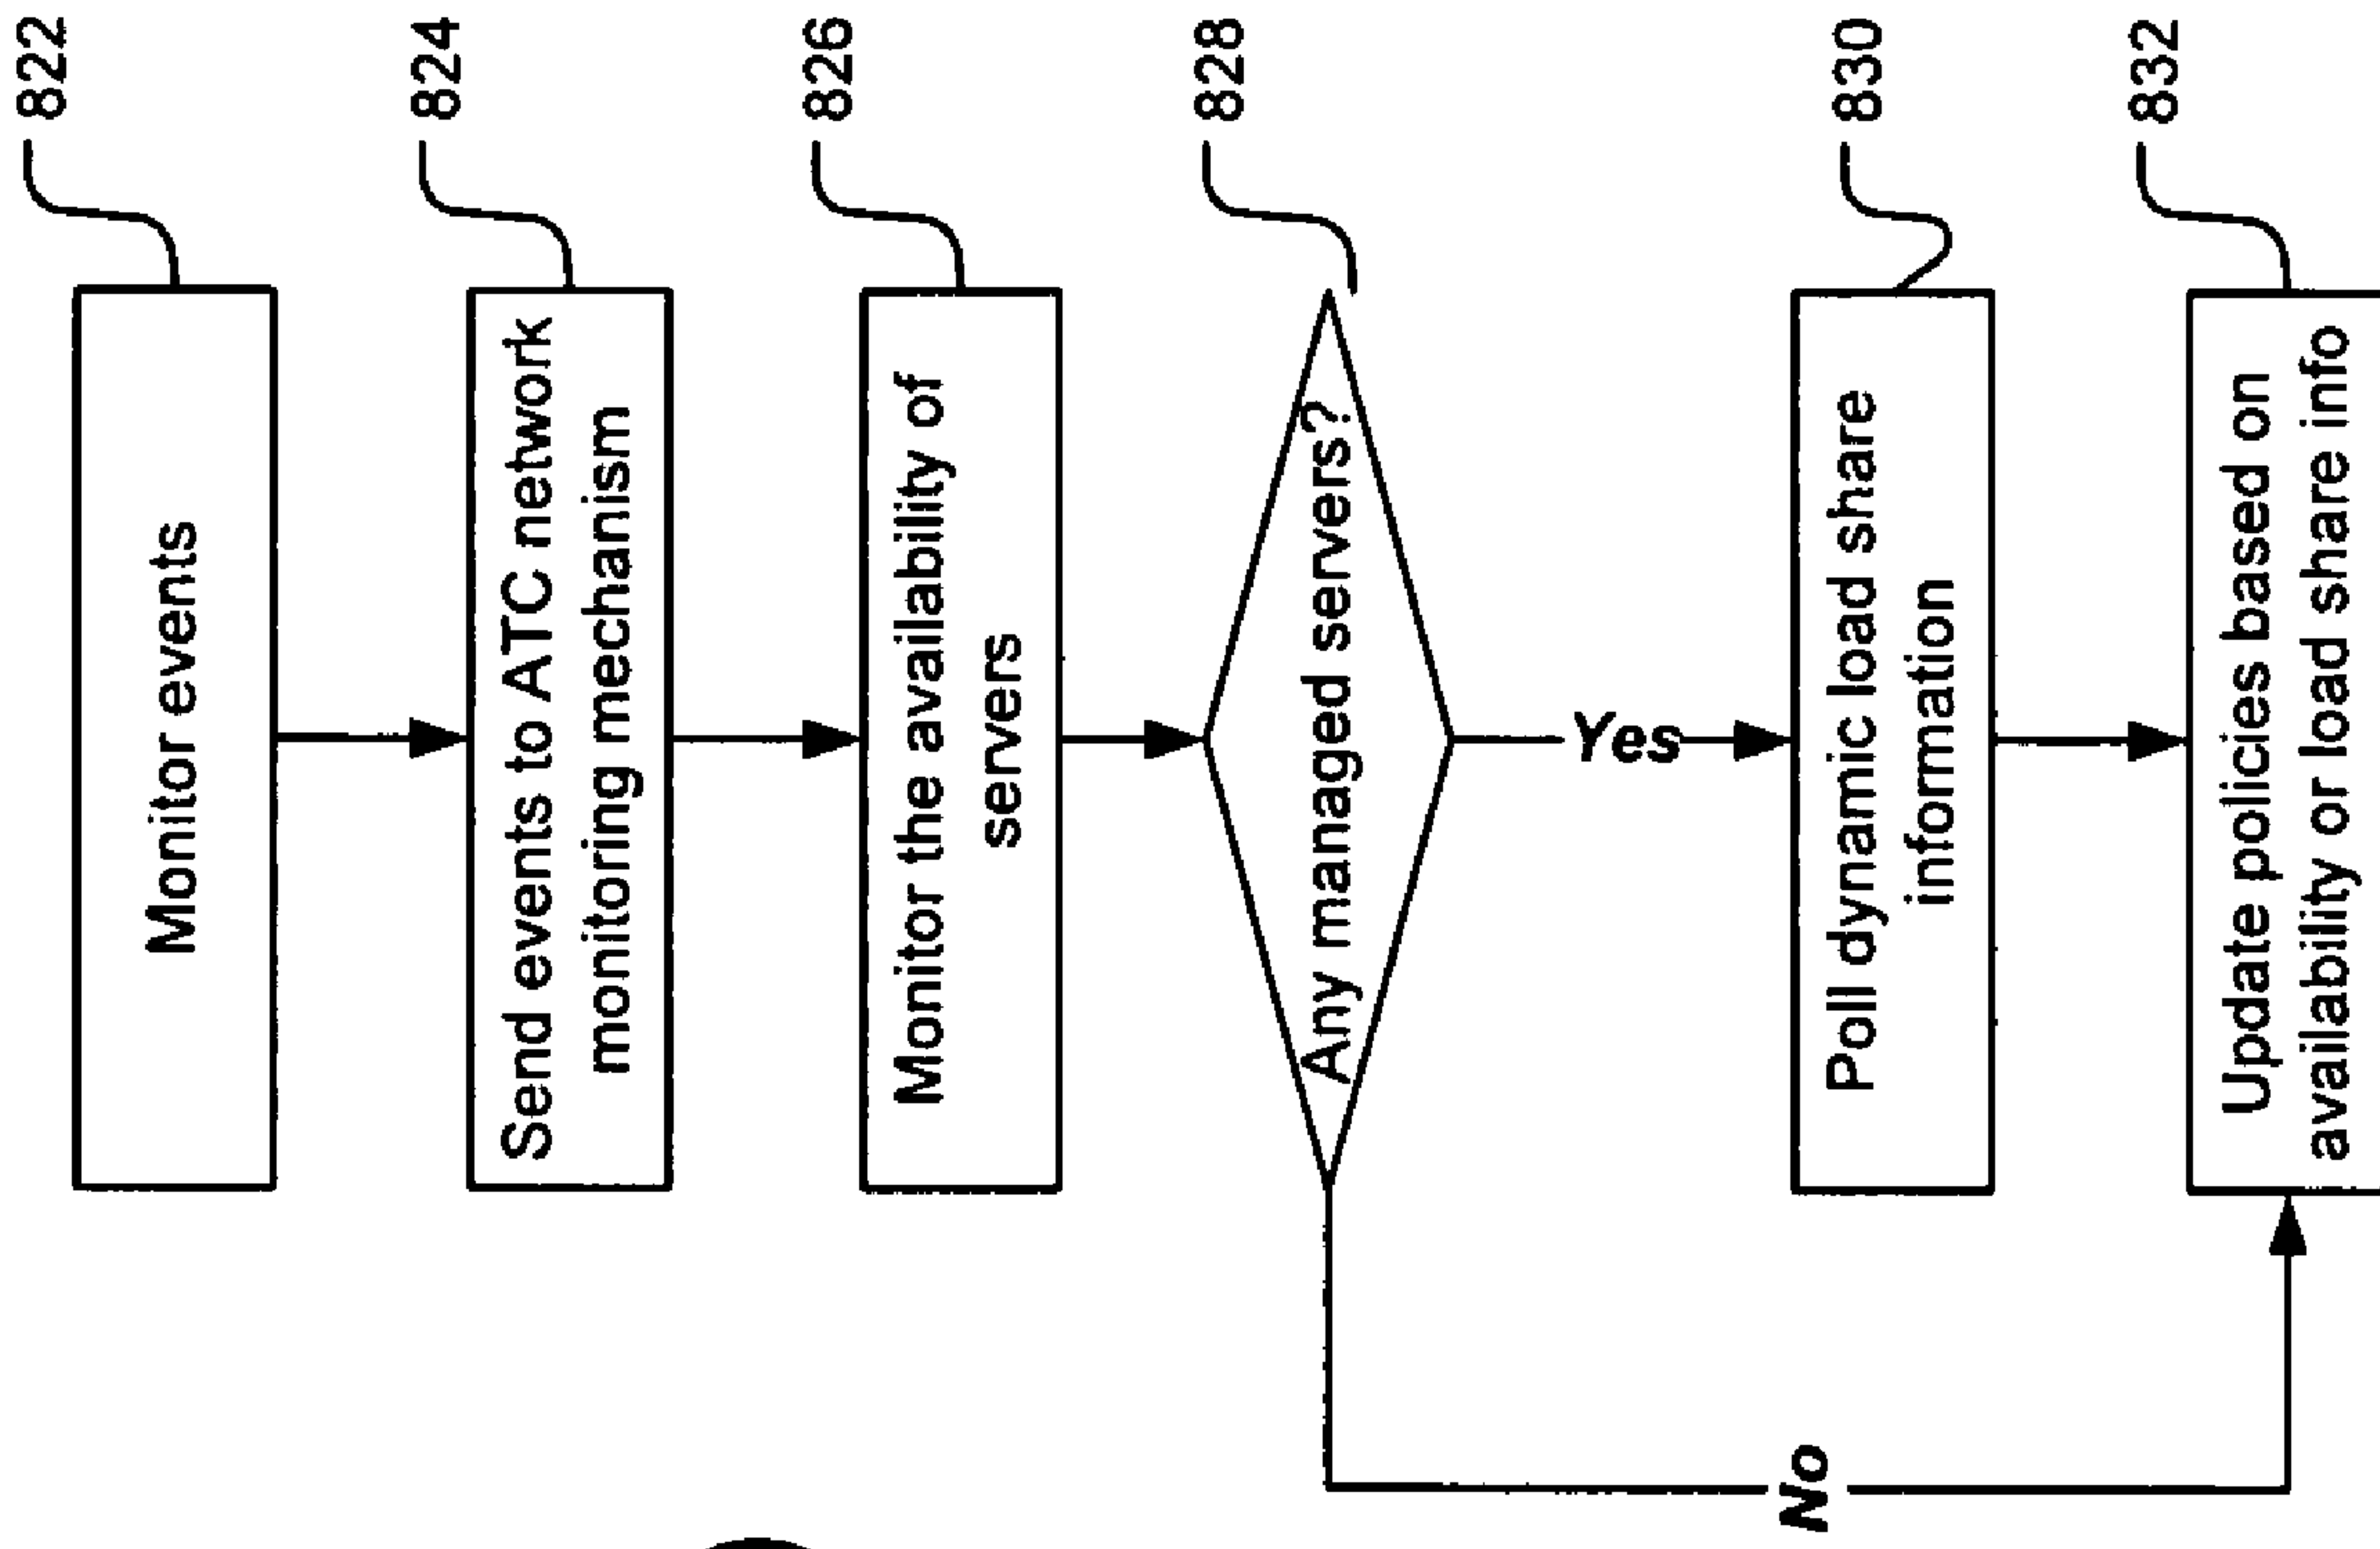 Monitor events
822
Send events to ATC network
monitoring mechanism
824
Monitor the availability of
servers
826
Any managed servers?
828
Yes
No
Poll dynamic load share
information
830
Update policies based on
availability or load share info
832